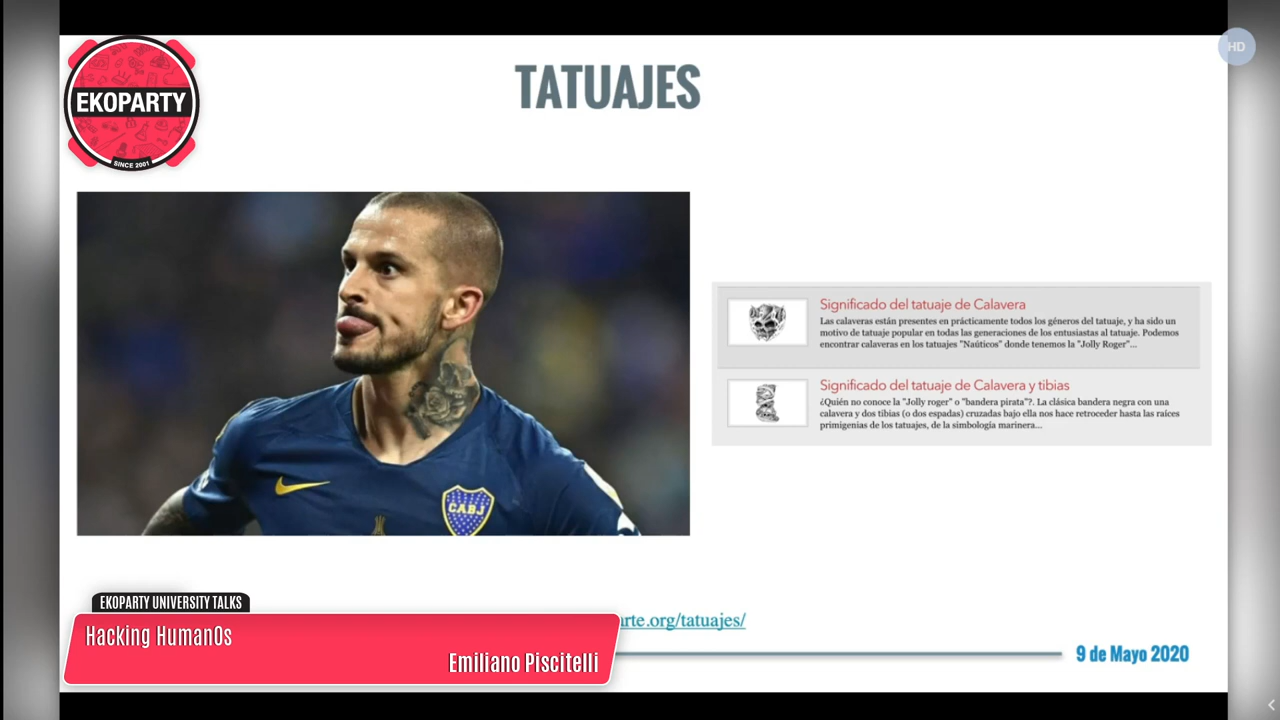 HD
EKOPARTY
SINCE 2001
TATUAJES
CABJ
Significado del tatuaje de Calavera
Las calaveras están presentes en prácticamente todos los géneros del tatuaje, y ha sido un
motivo de tatuaje popular en todas las generaciones de los entusiastas al tatuaje. Podemos
encontrar calaveras en los tatuajes "Naúticos" donde tenemos la "Jolly Roger"...
Significado del tatuaje de Calavera y tibias
¿Quién no conoce la "Jolly roger" o "bandera pirata"?. La clásica bandera negra con una
calavera y dos tibias (o dos espadas) cruzadas bajo ella nos hace retroceder hasta las raíces
primigenias de los tatuajes, de la simbología marinera...
EKOPARTY UNIVERSITY TALKS
Hacking HumanOs
Emiliano Piscitelli
arte.org/tatuajes/
9 de Mayo 2020